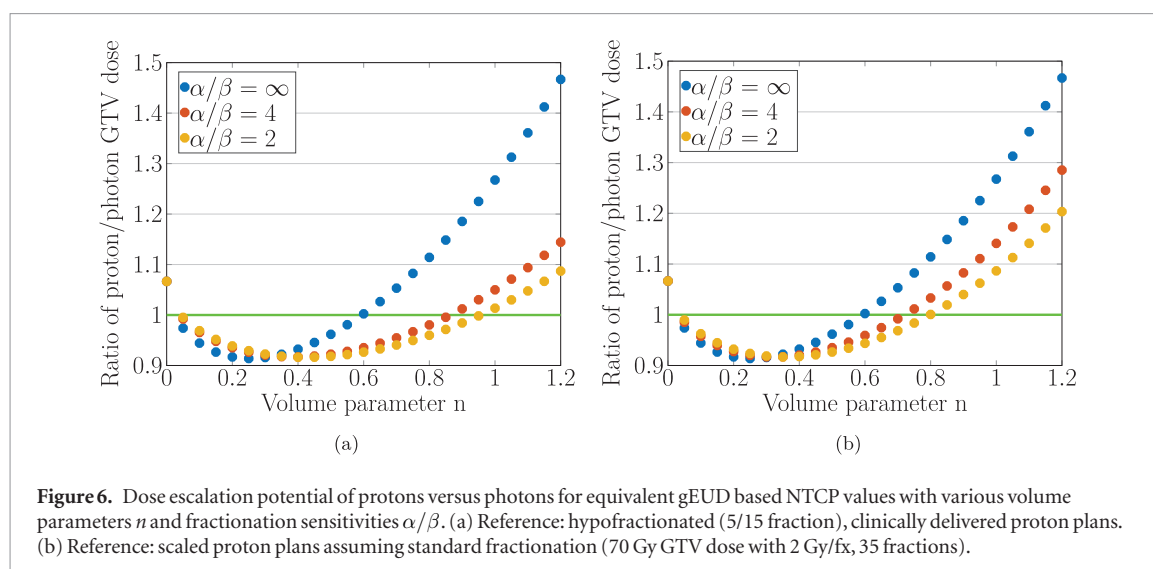 Ratio of proton/photon GTV dose
1.5
1.4
1.3
1.2
1.1
1
0.9
α/β = ∞
α/β = 4
α/β = 2
0 0.2 0.4 0.6 0.8 1 1.2
Volume parameter n
(a)
Ratio of proton/photon GTV dose
1.5
1.4
1.3
1.2
1.1
1
0.9
α/β = ∞
α/β = 4
α/β = 2
0 0.2 0.4 0.6 0.8 1 1.2
Volume parameter n
(b)
Figure 6. Dose escalation potential of protons versus photons for equivalent gEUD based NTCP values with various volume
parameters n and fractionation sensitivities α/β. (a) Reference: hypofractionated (5/15 fraction), clinically delivered proton plans.
(b) Reference: scaled proton plans assuming standard fractionation (70 Gy GTV dose with 2 Gy/fx, 35 fractions).